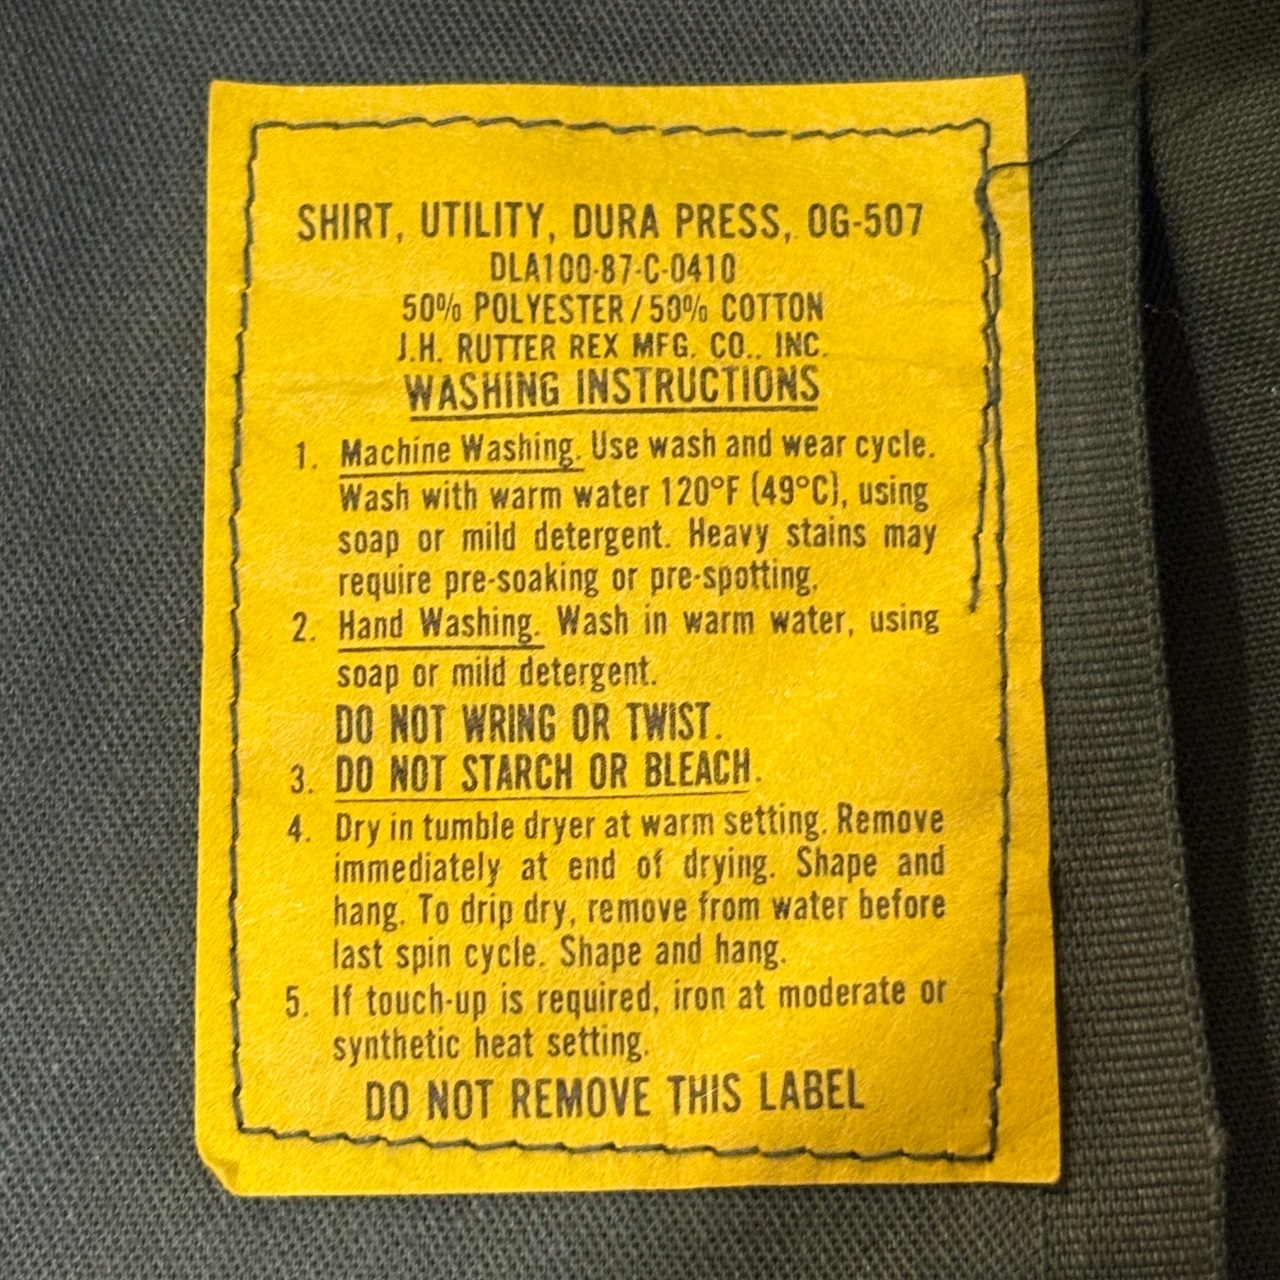 SHIRT, UTILITY, DURA PRESS, OG-507
DLA100-87-C-0410
50% POLYESTER / 50% COTTON
J.H. RUTTER REX MFG. CO., INC.
WASHING INSTRUCTIONS
1. Machine Washing. Use wash and wear cycle.
Wash with warm water 120°F (49°C), using
soap or mild detergent. Heavy stains may
require pre-soaking or pre-spotting.
2. Hand Washing. Wash in warm water, using
soap or mild detergent.
DO NOT WRING OR TWIST.
3. DO NOT STARCH OR BLEACH.
4. Dry in tumble dryer at warm setting. Remove
immediately at end of drying. Shape and
hang. To drip dry, remove from water before
last spin cycle. Shape and hang.
5. If touch-up is required, iron at moderate or
synthetic heat setting.
DO NOT REMOVE THIS LABEL